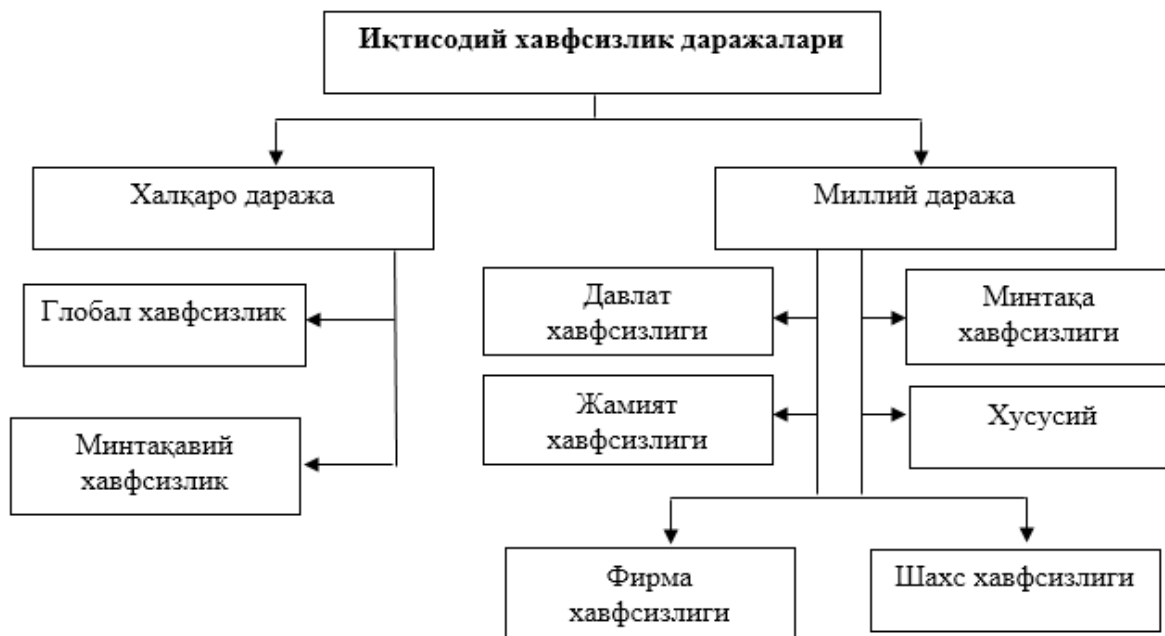 Иқтисодий хавфсизлик даражалари
Халқаро даража
Миллий даража
Глобал хавфсизлик
Минтақавий
хавфсизлик
Давлат
хавфсизлиги
Минтақа
хавфсизлиги
Жамият
хавфсизлиги
Хусусий
Фирма
хавфсизлиги
Шахс хавфсизлиги